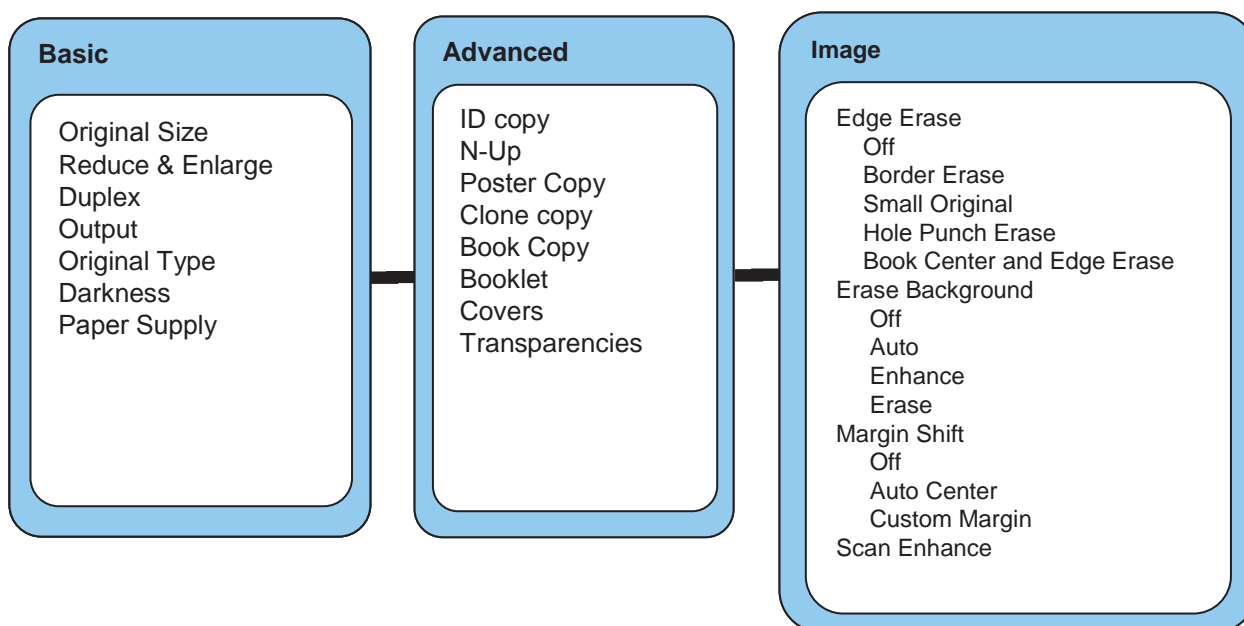 Basic
Original Size
Reduce & Enlarge
Duplex
Output
Original Type
Darkness
Paper Supply
Advanced
ID copy
N-Up
Poster Copy
Clone copy
Book Copy
Booklet
Covers
Transparencies
Image
Edge Erase
Off
Border Erase
Small Original
Hole Punch Erase
Book Center and Edge Erase
Erase Background
Off
Auto
Enhance
Erase
Margin Shift
Off
Auto Center
Custom Margin
Scan Enhance